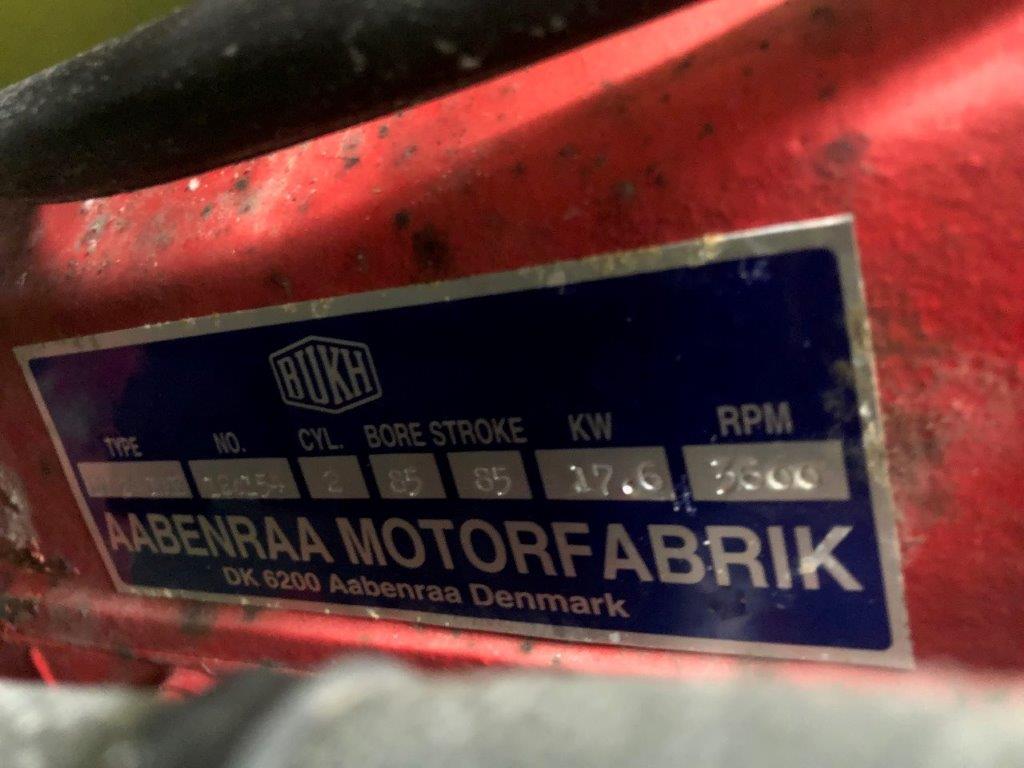 BUKH
TYPE NO. CYL. BORE STROKE KW RPM
2 85 85 17.6 3600
AABENRAA MOTORFABRIK
DK 6200 Aabenraa Denmark